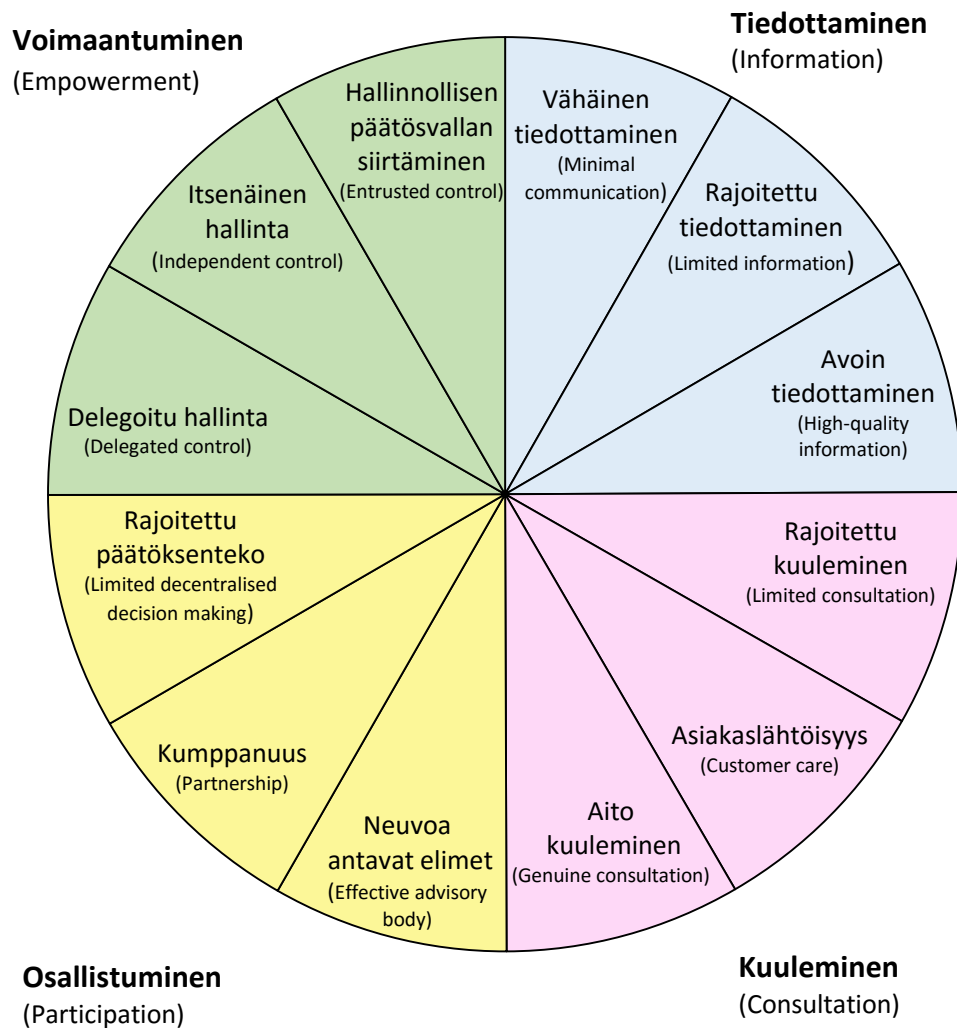 Voimaantuminen
(Empowerment)
Tiedottaminen
(Information)
Hallinnollisen
päätösvallan
siirtäminen
(Entrusted control)
Vähäinen
tiedottaminen
(Minimal
communication)
Itsenäinen
hallinta
(Independent control)
Rajoitettu
tiedottaminen
(Limited information)
Delegoitu hallinta
(Delegated control)
Avoin
tiedottaminen
(High-quality
information)
Rajoitettu
päätöksenteko
(Limited decentralised
decision making)
Rajoitettu
kuuleminen
(Limited consultation)
Kumppanuus
(Partnership)
Asiakaslähtöisyys
(Customer care)
Neuvoa
antavat elimet
(Effective advisory
body)
Aito
kuuleminen
(Genuine consultation)
Osallistuminen
(Participation)
Kuuleminen
(Consultation)